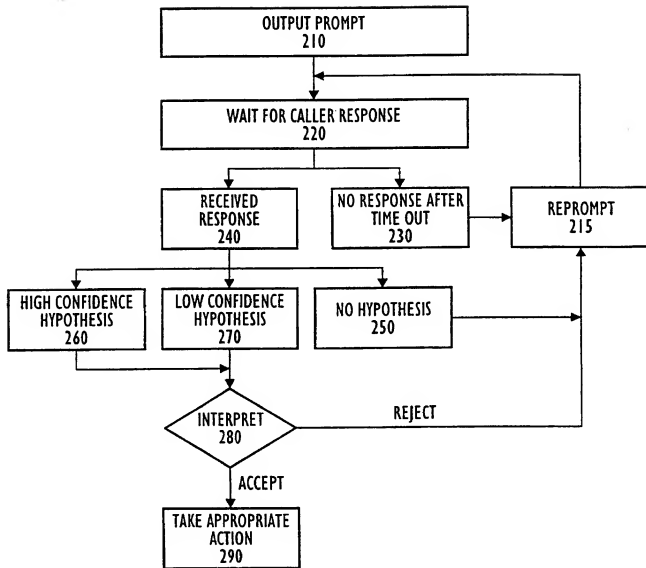 OUTPUT PROMPT
210
WAIT FOR CALLER RESPONSE
220
RECEIVED
RESPONSE
240
NO RESPONSE AFTER
TIME OUT
230
REPROMPT
215
HIGH CONFIDENCE
HYPOTHESIS
260
LOW CONFIDENCE
HYPOTHESIS
270
NO HYPOTHESIS
250
INTERPRET
280
REJECT
ACCEPT
TAKE APPROPRIATE
ACTION
290